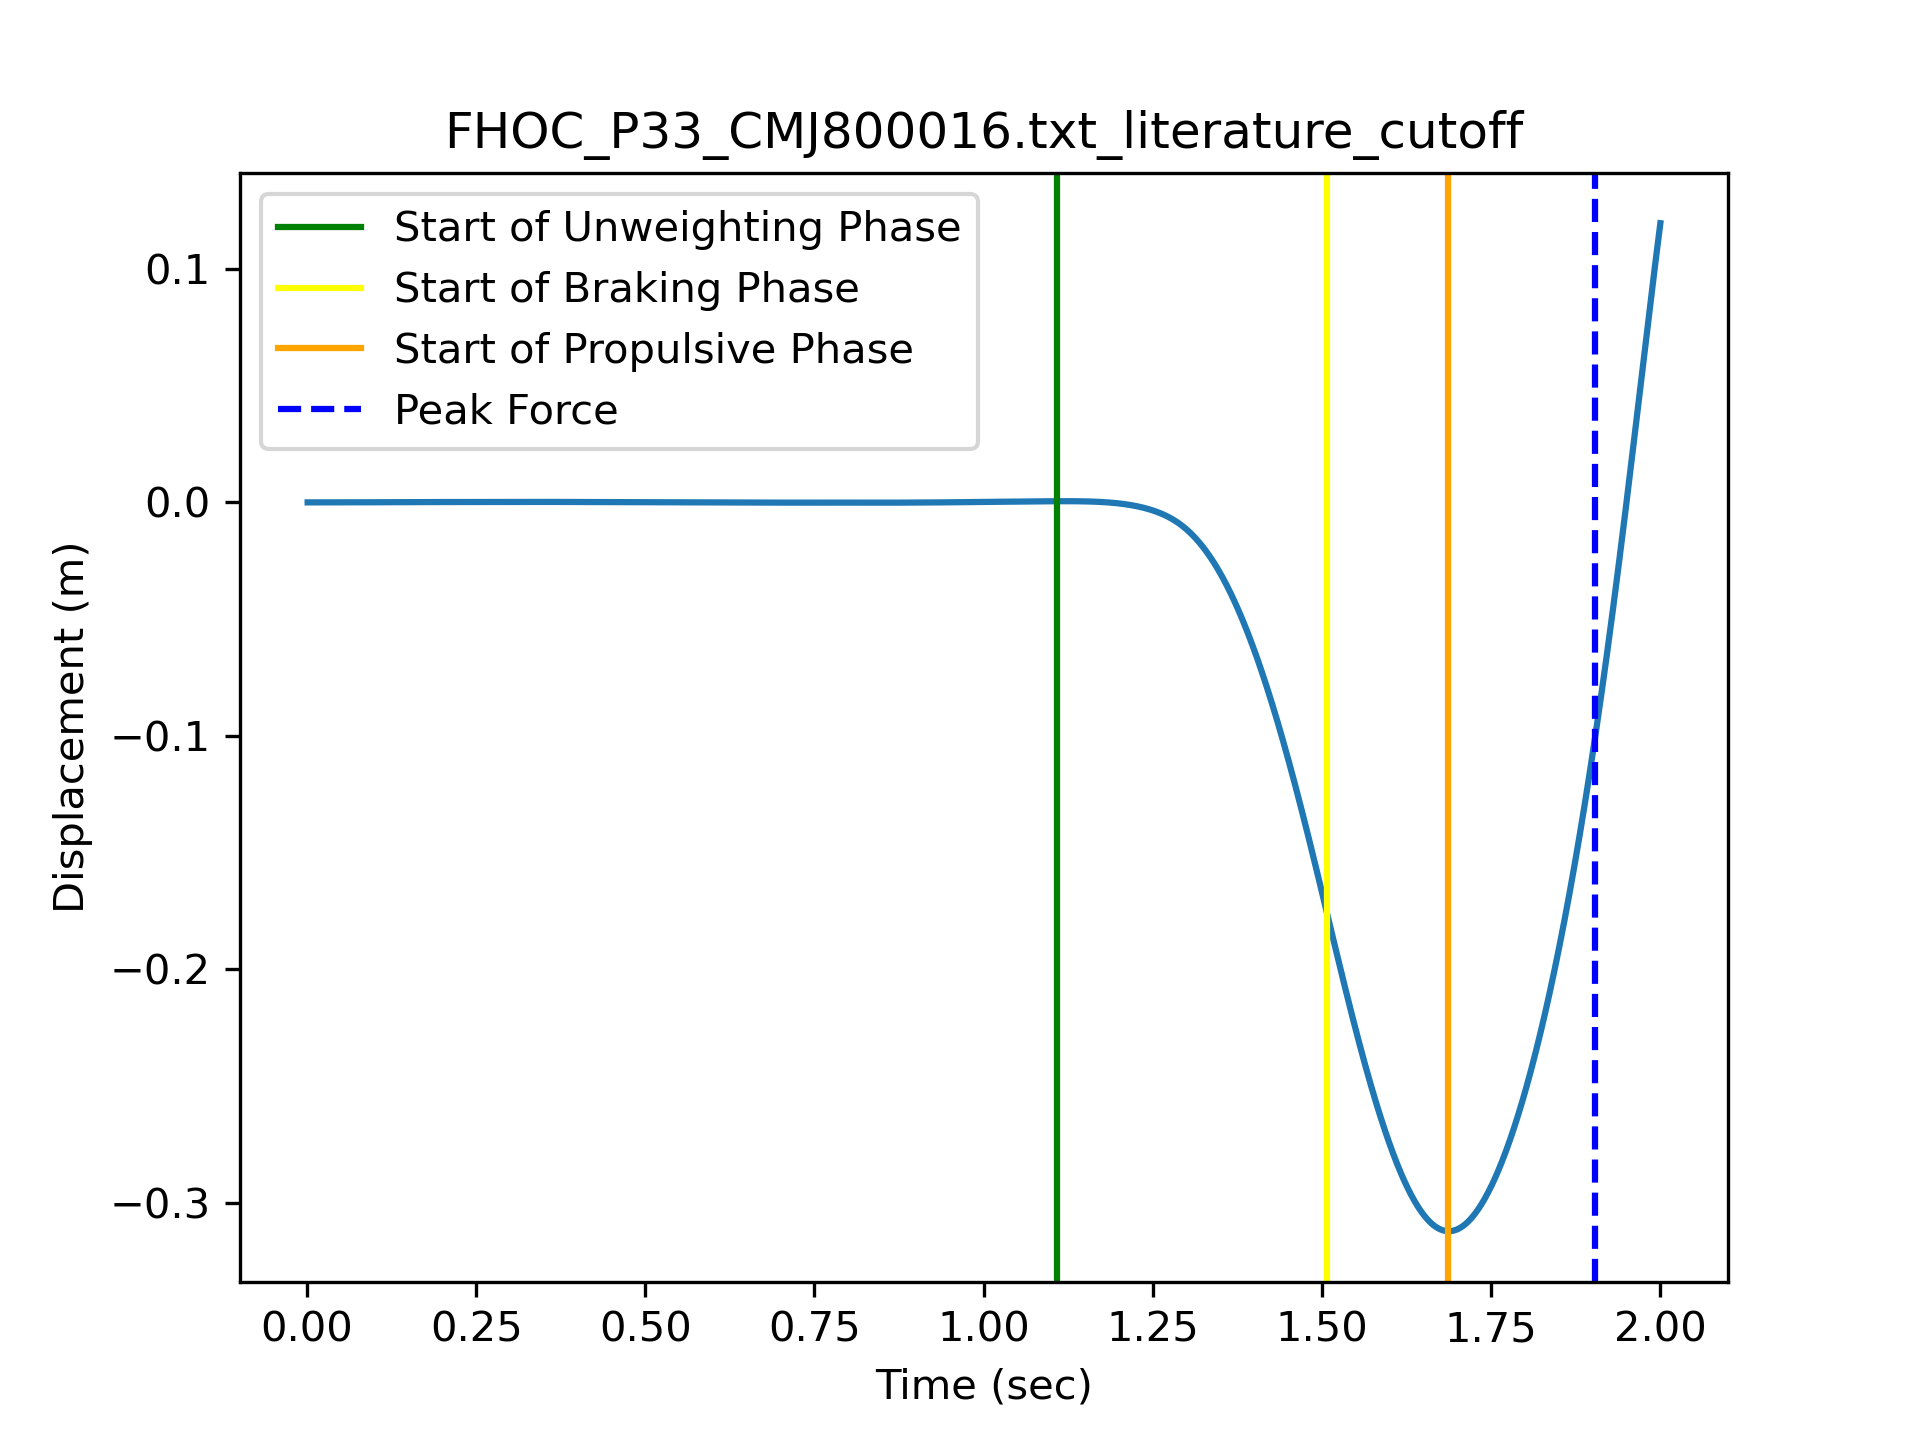 FHOC_P33_CMJ800016.txt_literature_cutoff
Start of Unweighting Phase
Start of Braking Phase
Start of Propulsive Phase
Peak Force
0.1
0.0
−0.1
−0.2
−0.3
Displacement (m)
0.00 0.25 0.50 0.75 1.00 1.25 1.50 1.75 2.00
Time (sec)